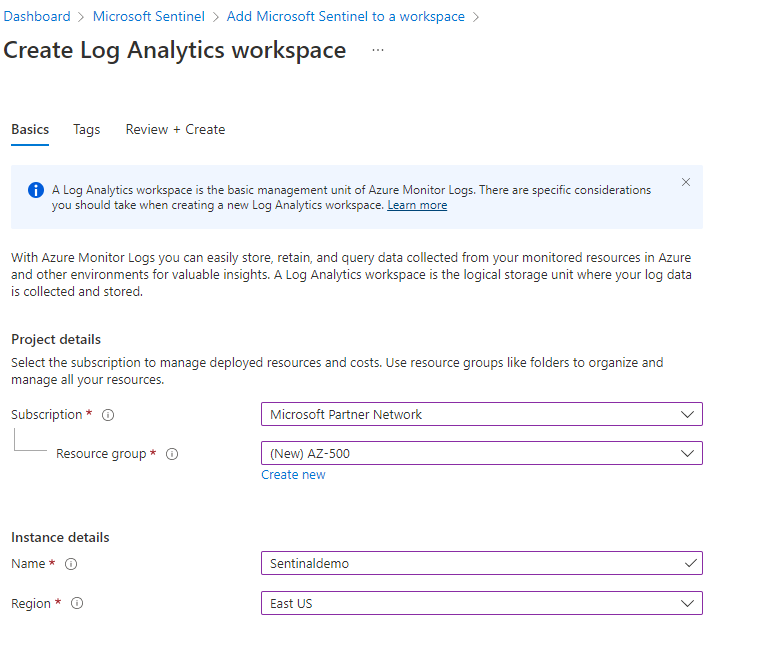 Dashboard > Microsoft Sentinel > Add Microsoft Sentinel to a workspace >
Create Log Analytics workspace ...
Basics Tags Review + Create
A Log Analytics workspace is the basic management unit of Azure Monitor Logs. There are specific considerations
you should take when creating a new Log Analytics workspace. Learn more
With Azure Monitor Logs you can easily store, retain, and query data collected from your monitored resources in Azure
and other environments for valuable insights. A Log Analytics workspace is the logical storage unit where your log data
is collected and stored.
Project details
Select the subscription to manage deployed resources and costs. Use resource groups like folders to organize and
manage all your resources.
Subscription * Microsoft Partner Network
Resource group * (New) AZ-500
Create new
Instance details
Name * Sentinaldemo
Region * East US